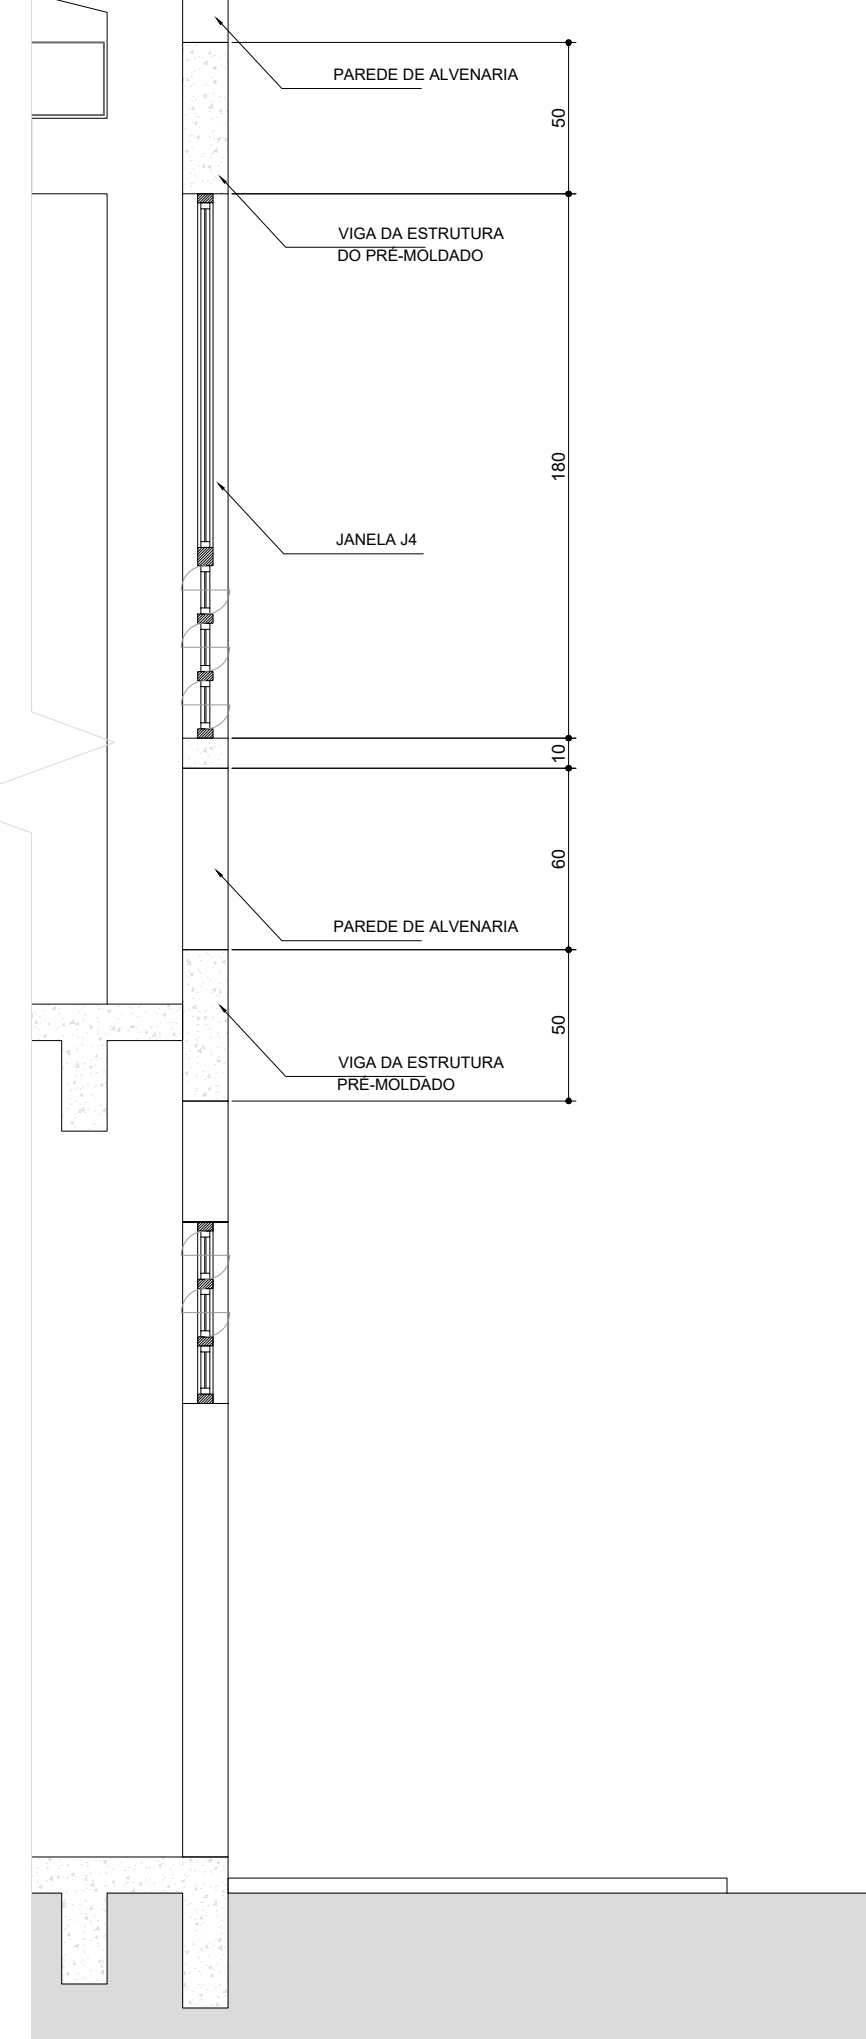 PAREDE DE ALVENARIA
50
VIGA DA ESTRUTURA
DO PRÉ-MOLDADO
180
JANELA J4
10
60
PAREDE DE ALVENARIA
50
VIGA DA ESTRUTURA
PRÉ-MOLDADO